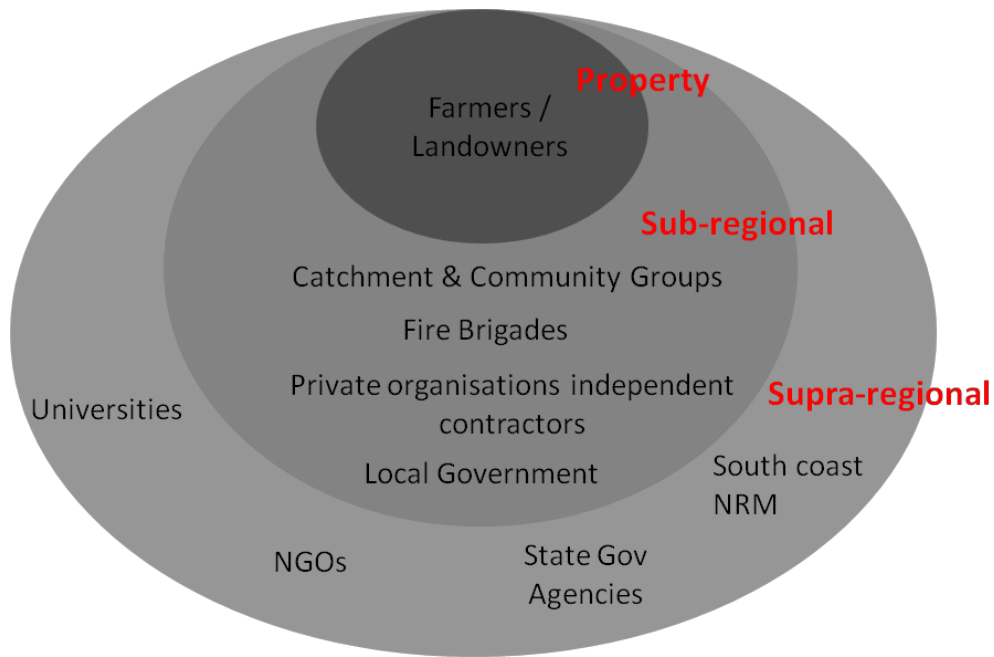 Property
Farmers /
Landowners
Sub-regional
Catchment & Community Groups
Fire Brigades
Private organisations independent
contractors
Supra-regional
Universities
Local Government
South coast
NRM
NGOs
State Gov
Agencies